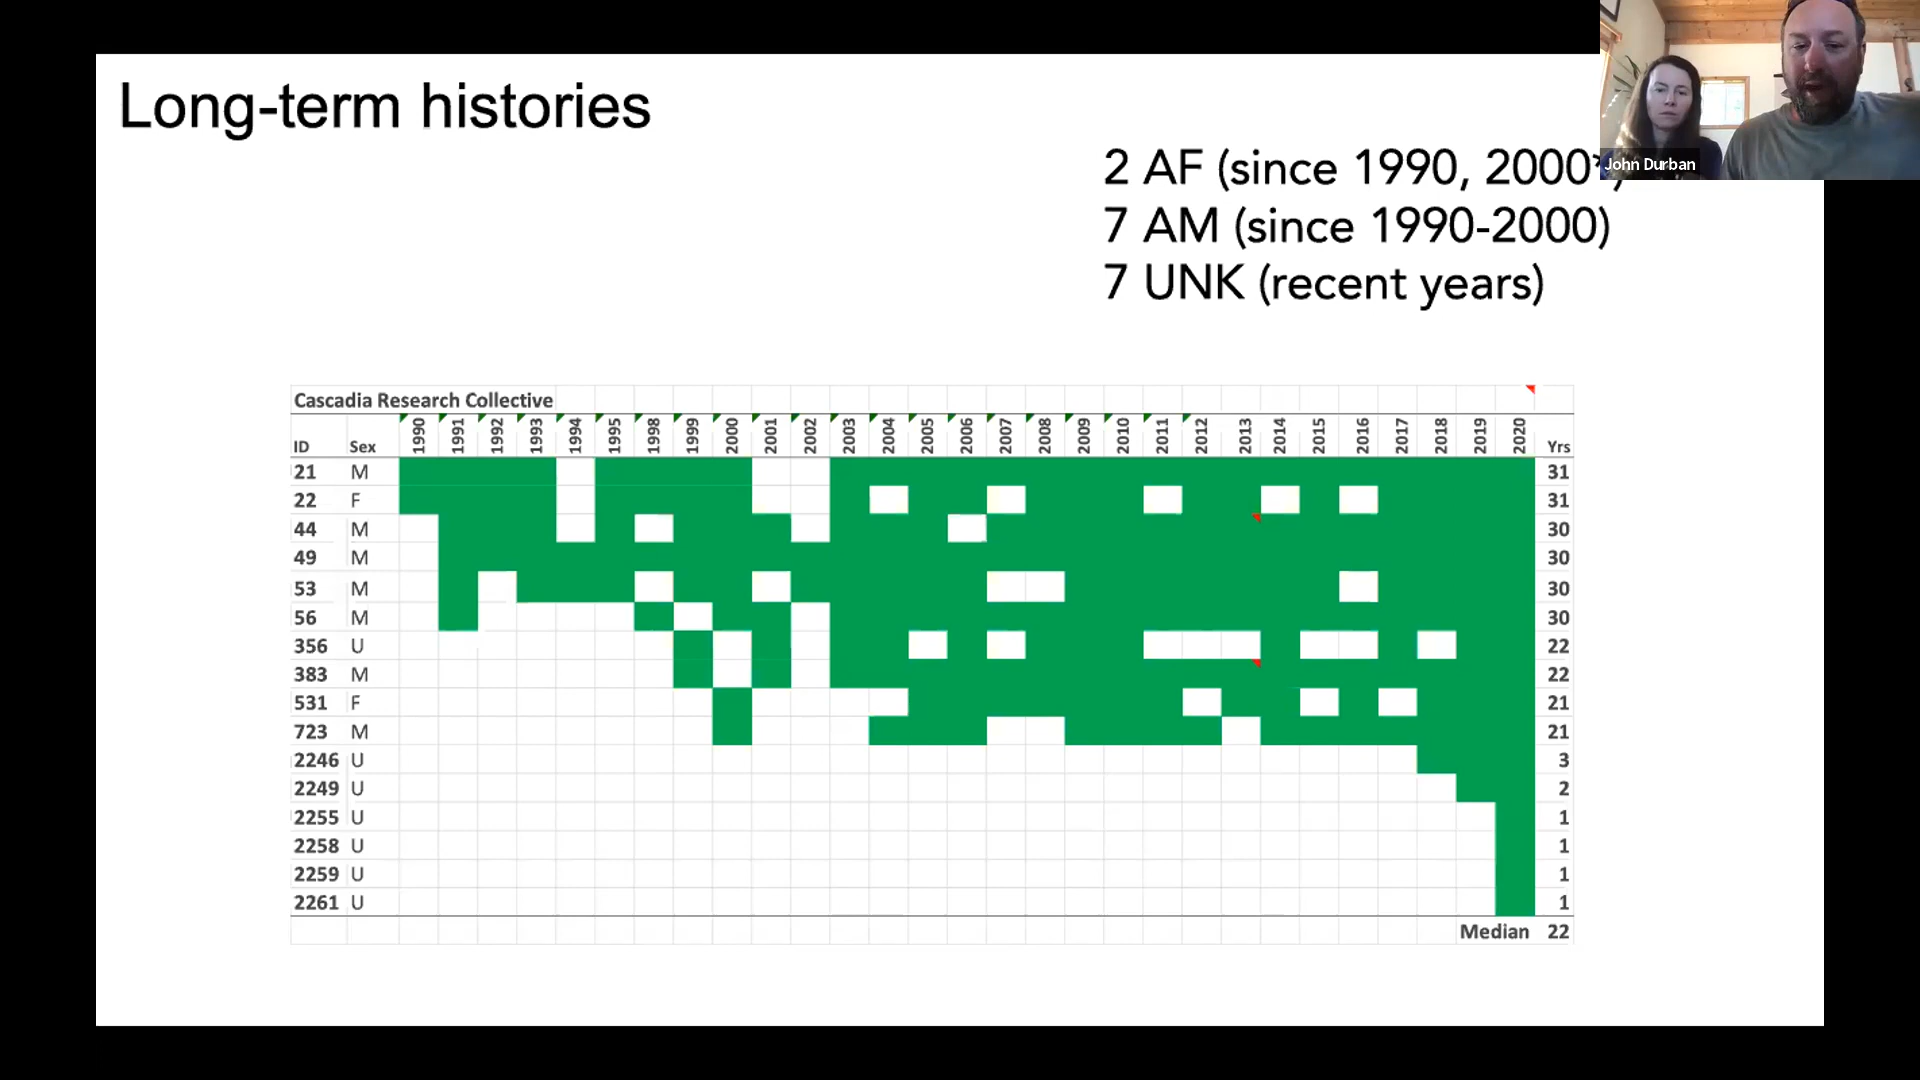 Long-term histories
John Durban
2 AF (since 1990, 2000*)
7 AM (since 1990-2000)
7 UNK (recent years)
Cascadia Research Collective
ID Sex 1990 1991 1992 1993 1994 1995 1998 1999 2000 2001 2002 2003 2004 2005 2006 2007 2008 2009 2010 2011 2012 2013 2014 2015 2016 2017 2018 2019 2020 Yrs
21 M 31
22 F 31
44 M 30
49 M 30
53 M 30
56 M 30
356 U 22
383 M 22
531 F 21
723 M 21
2246 U 3
2249 U 2
2255 U 1
2258 U 1
2259 U 1
2261 U 1
Median 22